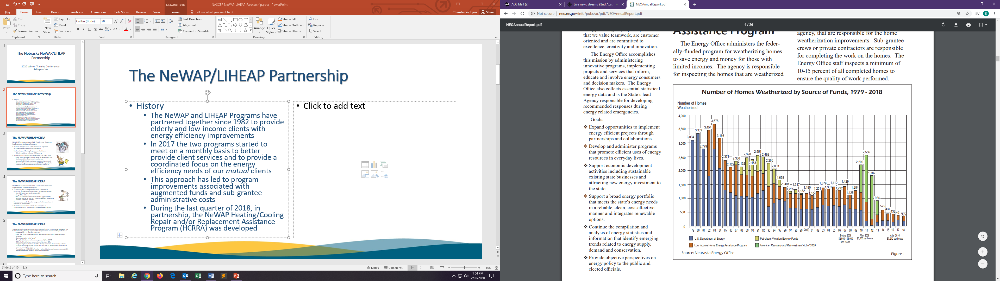 NASCSP NeWAP LIHEAP Partnership.pptx - PowerPoint
Drawing Tools
File
Home
Insert
Design
Transitions
Animations
Slide Show
Review
View
Format
Tell me what you want to do...
Chamberlin, Lynn
Share
Paste
Cut
Copy
Format Painter
Clipboard
New
Slide
Layout
Reset
Section
Slides
Calibri (Body)
20
Font
Text Direction
Align Text
Convert to SmartArt
Paragraph
Arrange
Quick
Styles
Shape Fill
Shape Outline
Shape Effects
Drawing
Find
Replace
Select
Editing
1
The Nebraska NeWAP/LIHEAP
Partnership
2020 Winter Training Conference-
Arlington VA
2
The NeWAP/LIHEAP Partnership
3
The NeWAP/LIHEAP HCRRA
4
The NeWAP/LIHEAP HCRRA
5
The NeWAP/LIHEAP HCRRA
The NeWAP/LIHEAP Partnership
• History
• The NeWAP and LIHEAP Programs have
partnered together since 1982 to provide
elderly and low-income clients with
energy efficiency improvements
• In 2017 the two programs started to
meet on a monthly basis to better
provide client services and to provide a
coordinated focus on the energy
efficiency needs of our mutual clients
• This approach has led to program
improvements associated with
augmented funds and sub-grantee
administrative costs
• During the last quarter of 2018, in
partnership, the NeWAP Heating/Cooling
Repair and/or Replacement Assistance
Program (HCRRA) was developed
• Click to add text
Slide 2 of 10
Notes
Comments
115%
Type here to search
1:54 PM
2/10/2020
AOL Mail (2)
Live news stream: 92nd Acad
NEOAnnualReport.pdf
Not secure | neo.ne.gov/info/pubs/ar/pdf/NEOAnnualReport.pdf
NEOAnnualReport.pdf
4 / 26
that we value teamwork, are customer
oriented and are committed to
excellence, creativity and innovation.
The Energy Office accomplishes
this mission by administering
innovative programs, implementing
projects and services that inform,
educate and involve energy consumers
and decision makers. The Energy
Office also collects essential statistical
energy data and is the State's lead
Agency responsible for developing
recommended responses during
energy related emergencies.
Goals:
❖ Expand opportunities to implement
energy efficient projects through
partnerships and collaborations.
❖ Develop and administer programs
that promote efficient uses of energy
resources in everyday lives.
❖ Support economic development
activities including sustainable
existing state businesses and
attracting new energy investment to
the state.
❖ Support a broad energy portfolio
that meets the state's energy needs
in a reliable, clean, cost-effective
manner and integrates renewable
options.
❖ Continue the compilation and
analysis of energy statistics and
information that identify emerging
trends related to energy supply,
demand and conservation.
❖ Provide objective perspectives on
energy policy to the public and
elected officials.
Assistance Program
The Energy Office administers the feder-
ally-funded program for weatherizing homes
to save energy and money for those with
limited incomes. The agency is responsible
for inspecting the homes that are weatherized
agency, that are responsible for the home
weatherization improvements. Sub-grantee
crews or private contractors are responsible
for completing the work on the homes. The
Energy Office staff inspects a minimum of
10-15 percent of all completed homes to
ensure the quality of work performed.
Number of Homes Weatherized by Source of Funds, 1979 - 2018
Number of Homes
Weatherized
4,000
3,500
3,000
2,500
2,000
1,500
1,000
500
0
3,094
3,339
2,779
3,454
3,678
3,166
2,371
2,122
2,336
2,132
2,398
2,463
2,551
2,492
2,266
2,063
1,658
1,401
1,255
1,317
1,182
1,180
1,104
1,251
1,379
1,331
1,412
1,292
1,429
1,125
1,284
2,209
2,556
1,787
924
575
437
432
401
385
79 80 81 82 83 84 85 86 87 88 89 90 91 92 93 94 95 96 97 98 99 2000 01 02 03 04 05 06 07 08 09 10 11 12 13 14 15 16 17 18
U.S. Department of Energy
Low Income Home Energy Assistance Program
Petroleum Violation Escrow Funds
American Recovery and Reinvestment Act of 2009
Before 2009
$2,500 - $3,000
per house
After 2009
$6,500 per house
After 2016
$7,212 per house
Source: Nebraska Energy Office
Figure 1